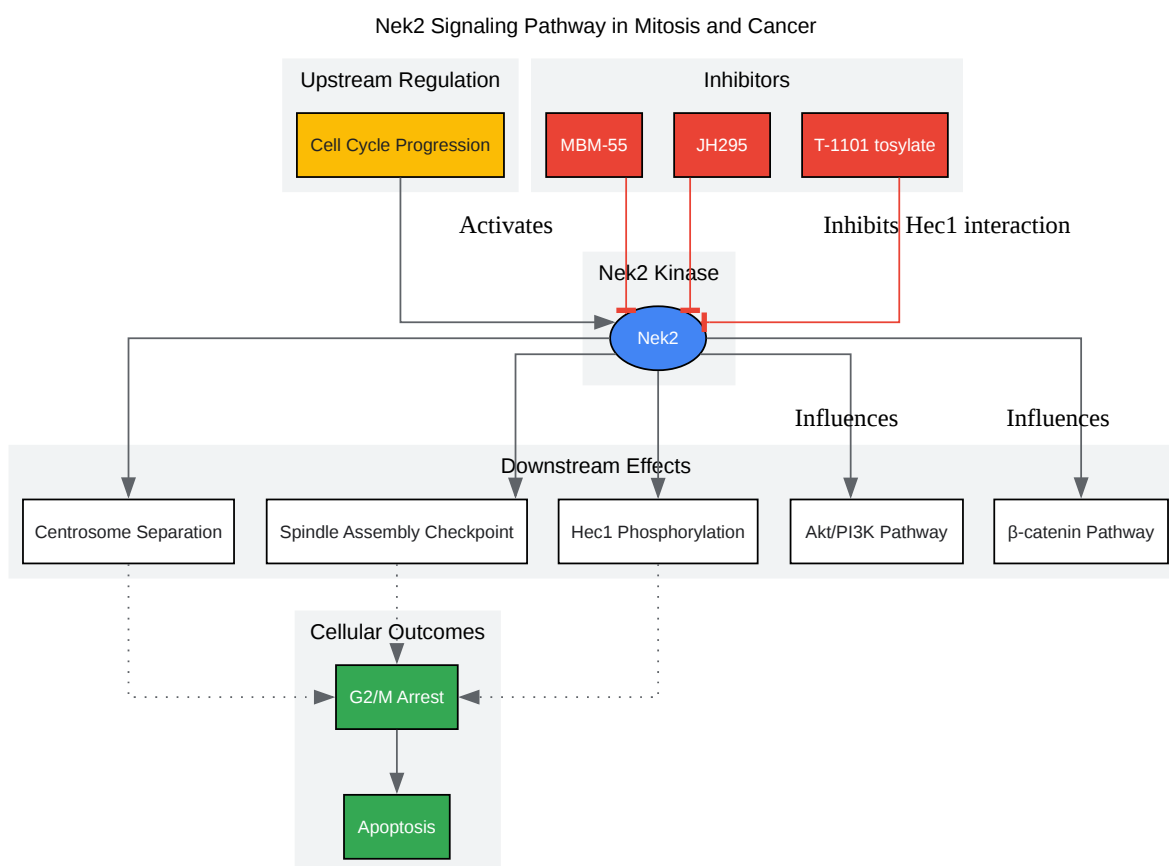 Nek2 Signaling Pathway in Mitosis and Cancer
Upstream Regulation
Inhibitors
Cell Cycle Progression
MBM-55
JH295
T-1101 tosylate
Activates
Inhibits Hec1 interaction
Nek2 Kinase
Nek2
Influences
Influences
Downstream Effects
Centrosome Separation
Spindle Assembly Checkpoint
Hec1 Phosphorylation
Akt/PI3K Pathway
β-catenin Pathway
Cellular Outcomes
G2/M Arrest
Apoptosis